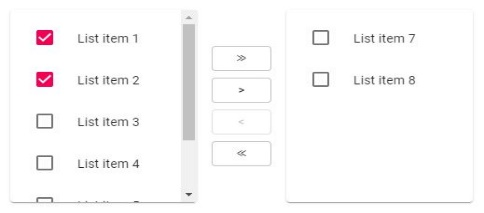 List item 1
List item 2
List item 3
List item 4
≫
>
<
≪
List item 7
List item 8